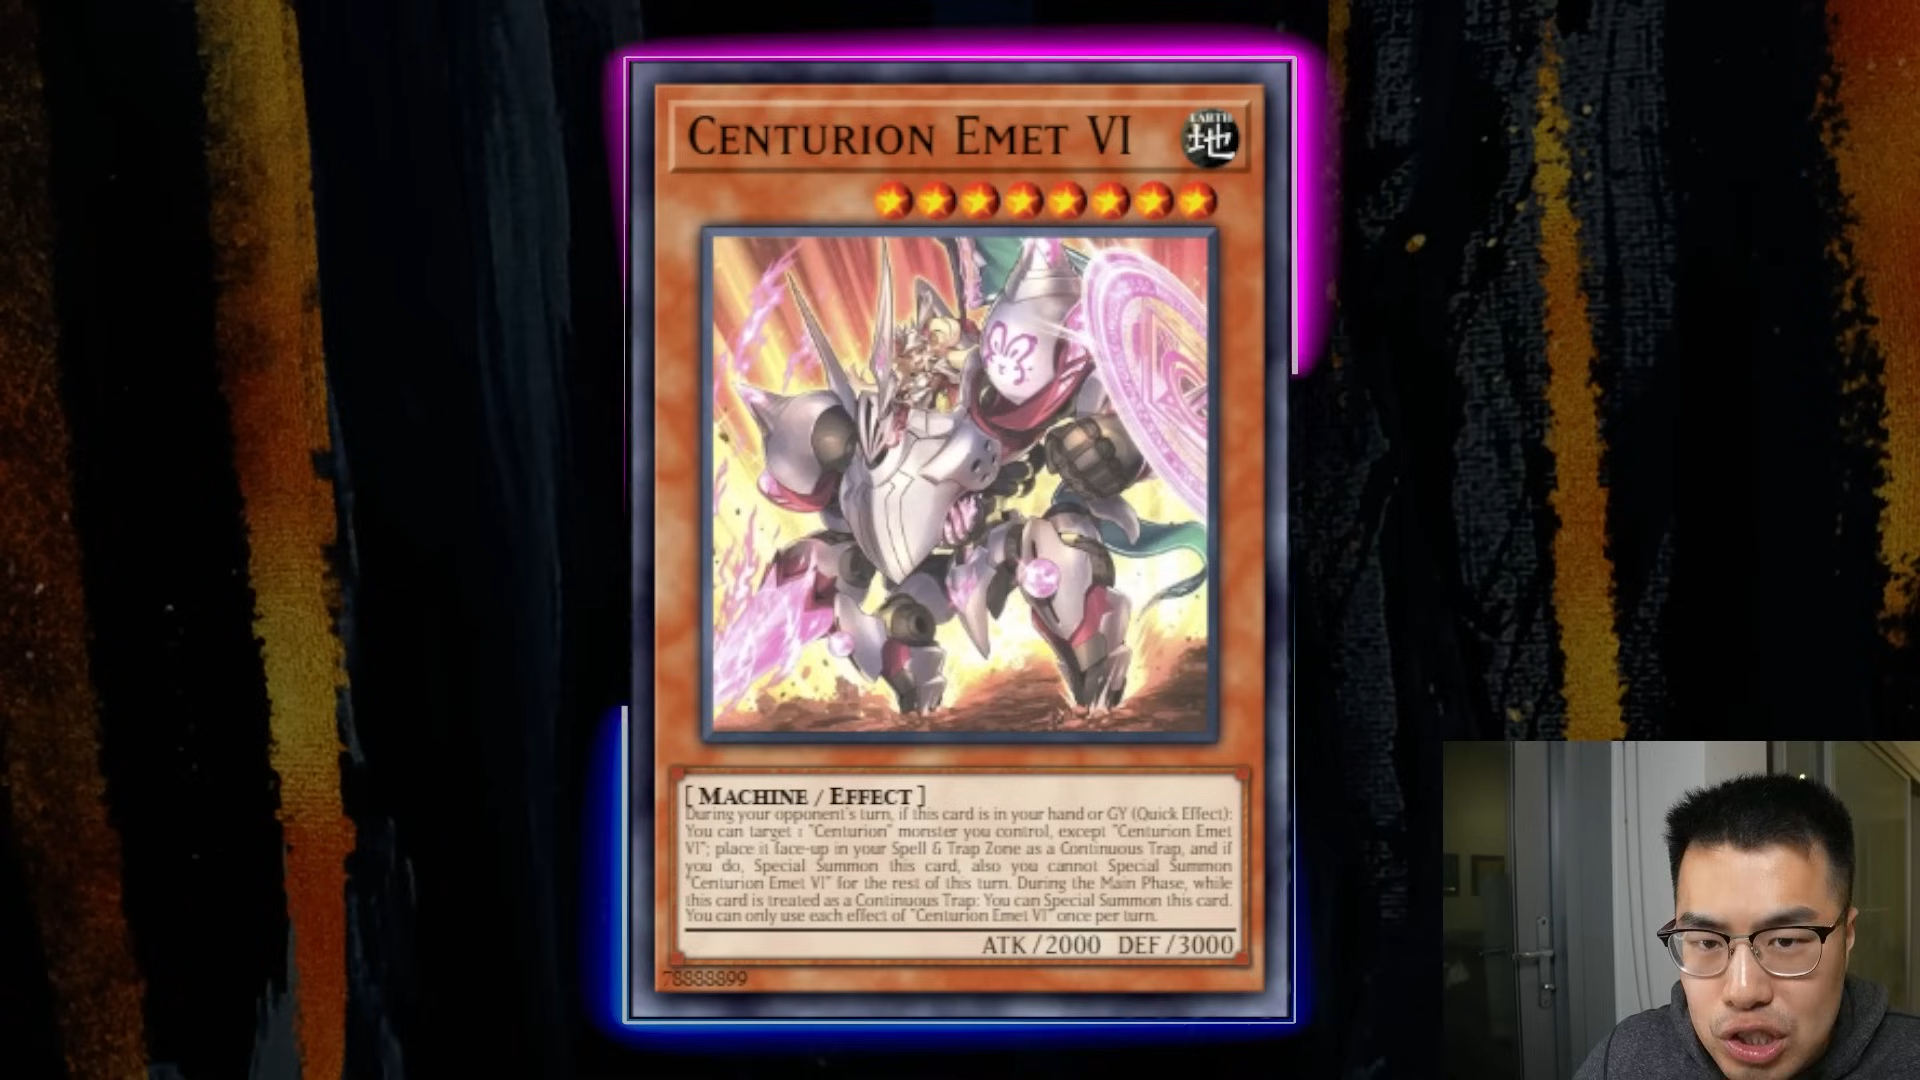 CENTURION EMET VI
EARTH
地
[ MACHINE / EFFECT ]
During your opponent's turn, if this card is in your hand or GY (Quick Effect):
You can target 1 "Centurion" monster you control, except "Centurion Emet
VI"; place it face-up in your Spell & Trap Zone as a Continuous Trap, and if
you do, Special Summon this card, also you cannot Special Summon
"Centurion Emet VI" for the rest of this turn. During the Main Phase, while
this card is treated as a Continuous Trap: You can Special Summon this card.
You can only use each effect of "Centurion Emet VI" once per turn.
ATK/2000 DEF/3000
78888899